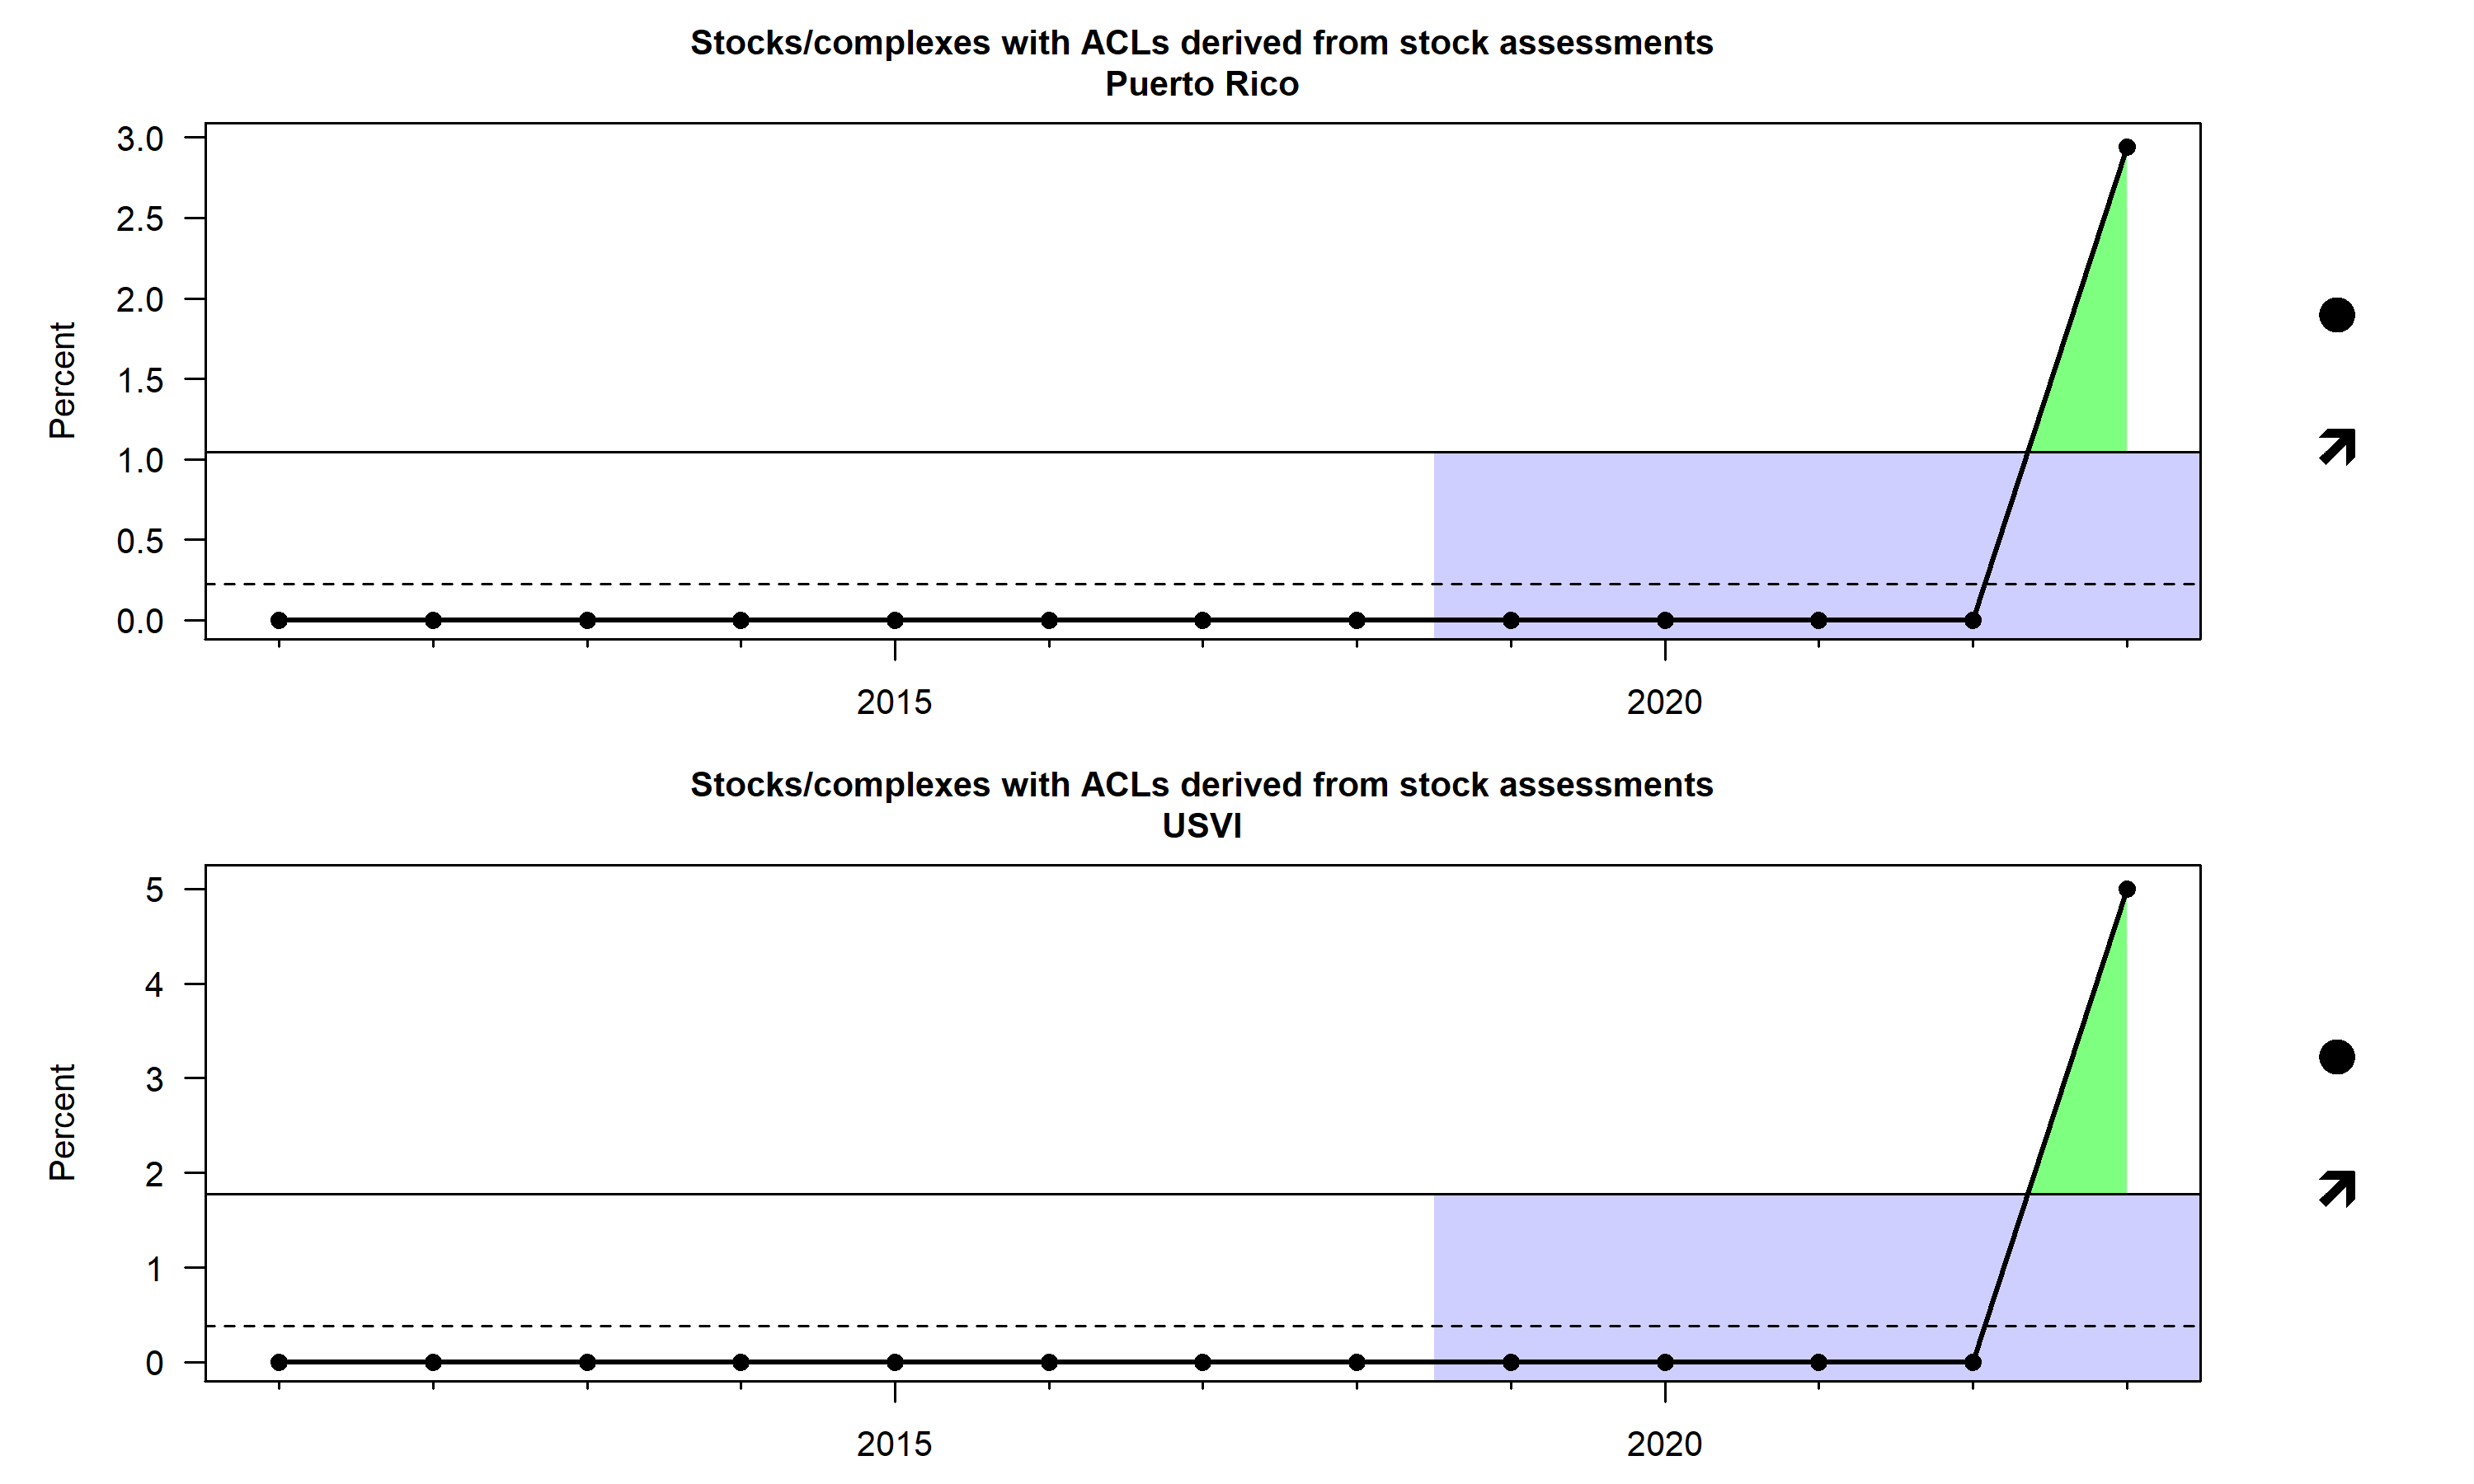 Stocks/complexes with ACLs derived from stock assessments
Puerto Rico
Percent
3.0
2.5
2.0
1.5
1.0
0.5
0.0
2015 2020
Stocks/complexes with ACLs derived from stock assessments
USVI
Percent
5
4
3
2
1
0
2015 2020